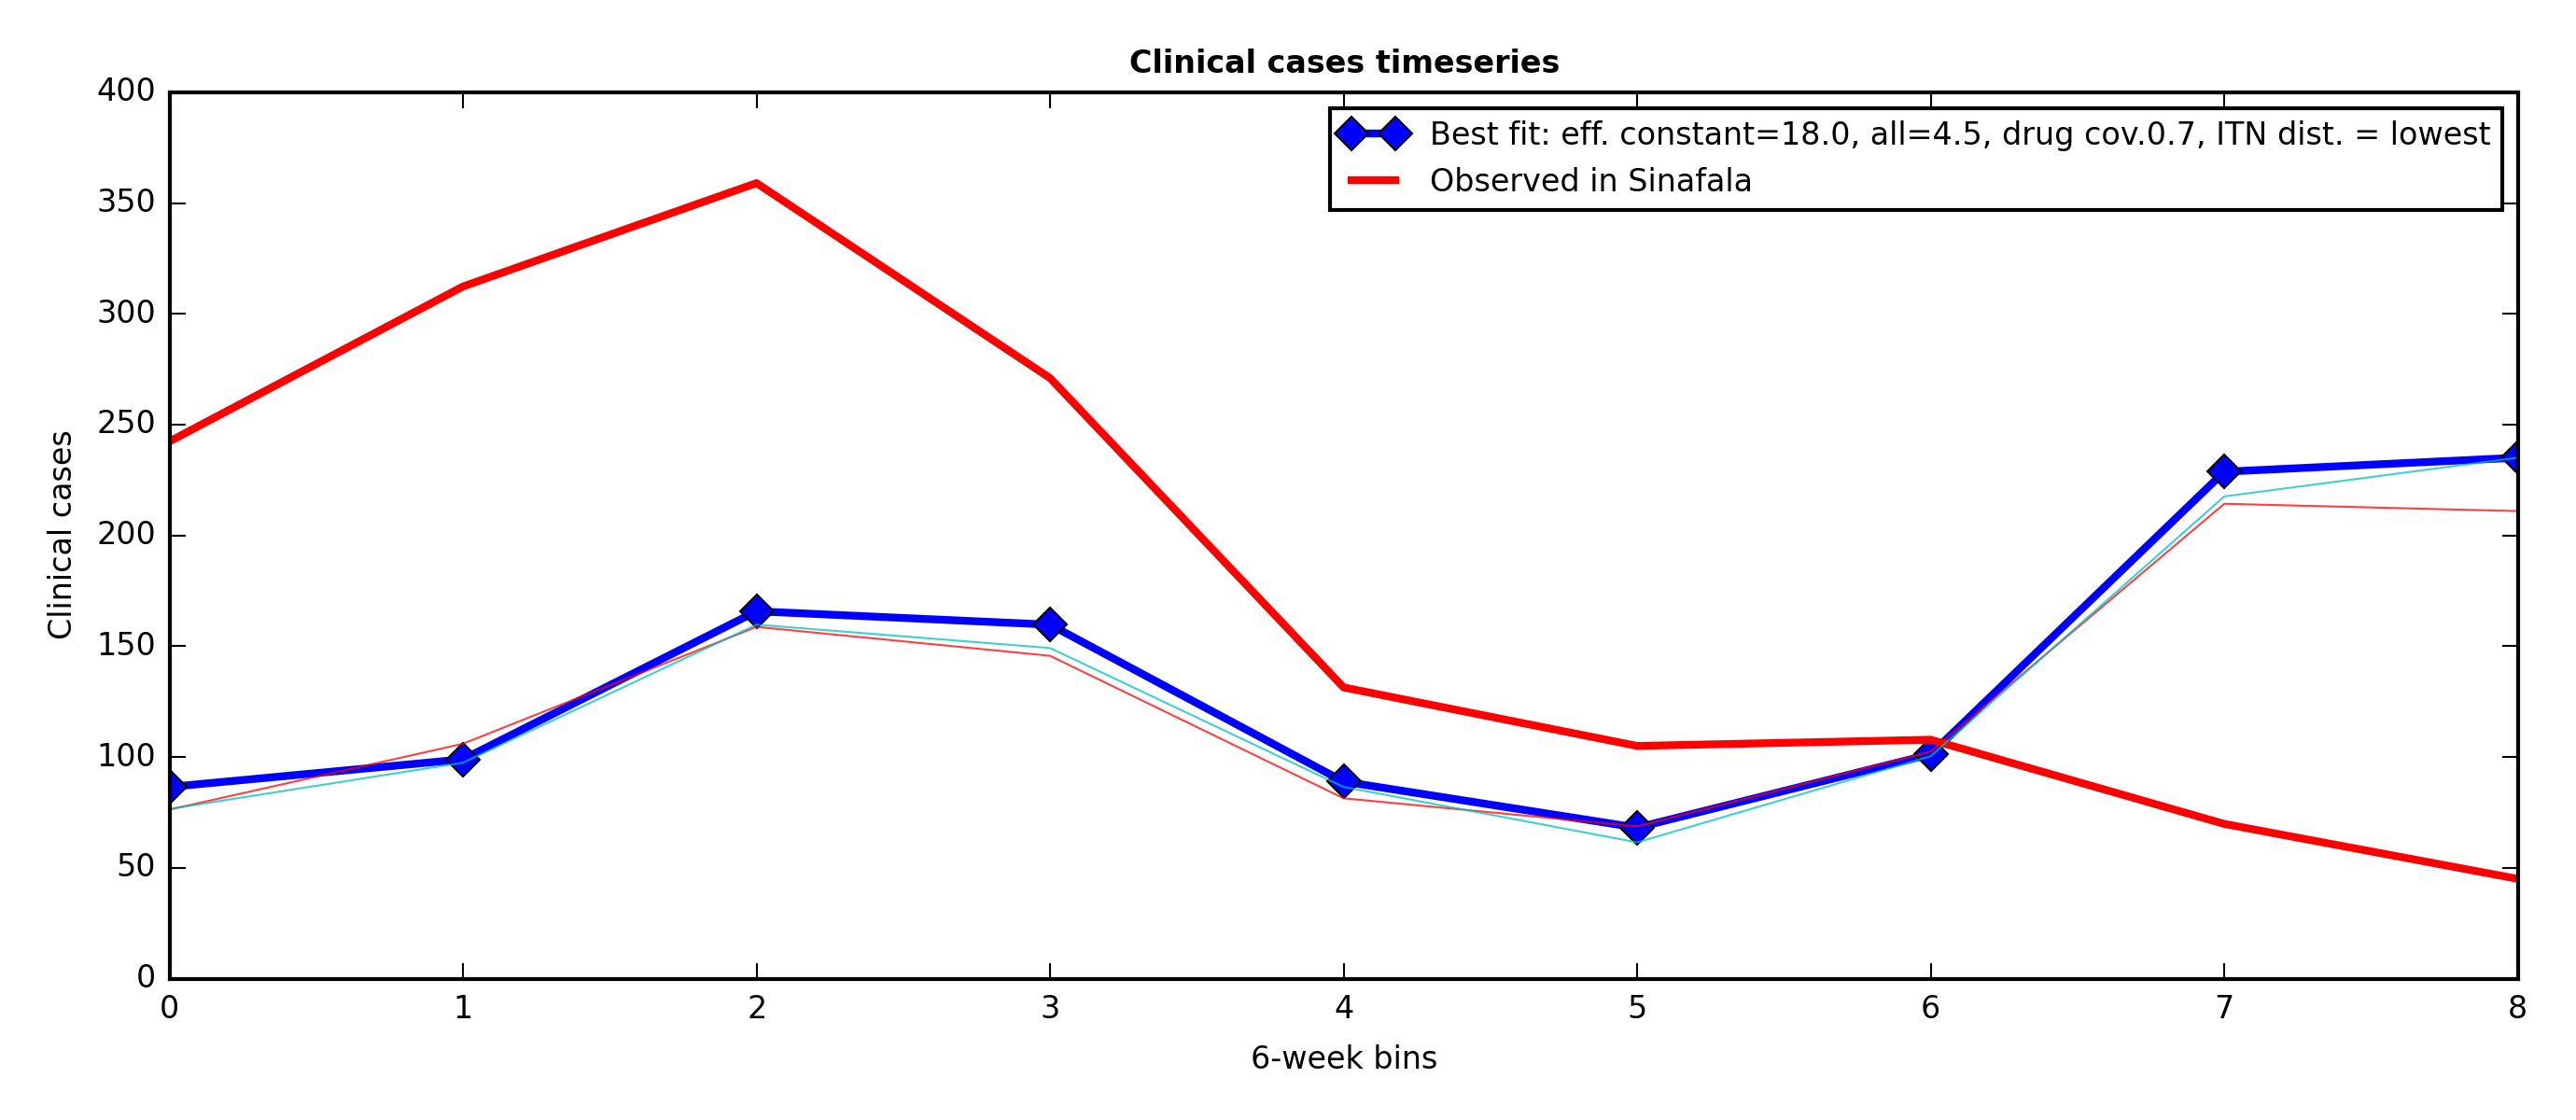 Clinical cases timeseries
400
350
300
250
200
150
100
50
0
Clinical cases
Best fit: eff. constant=18.0, all=4.5, drug cov.0.7, ITN dist. = lowest
Observed in Sinafala
0 1 2 3 4 5 6 7 8
6-week bins